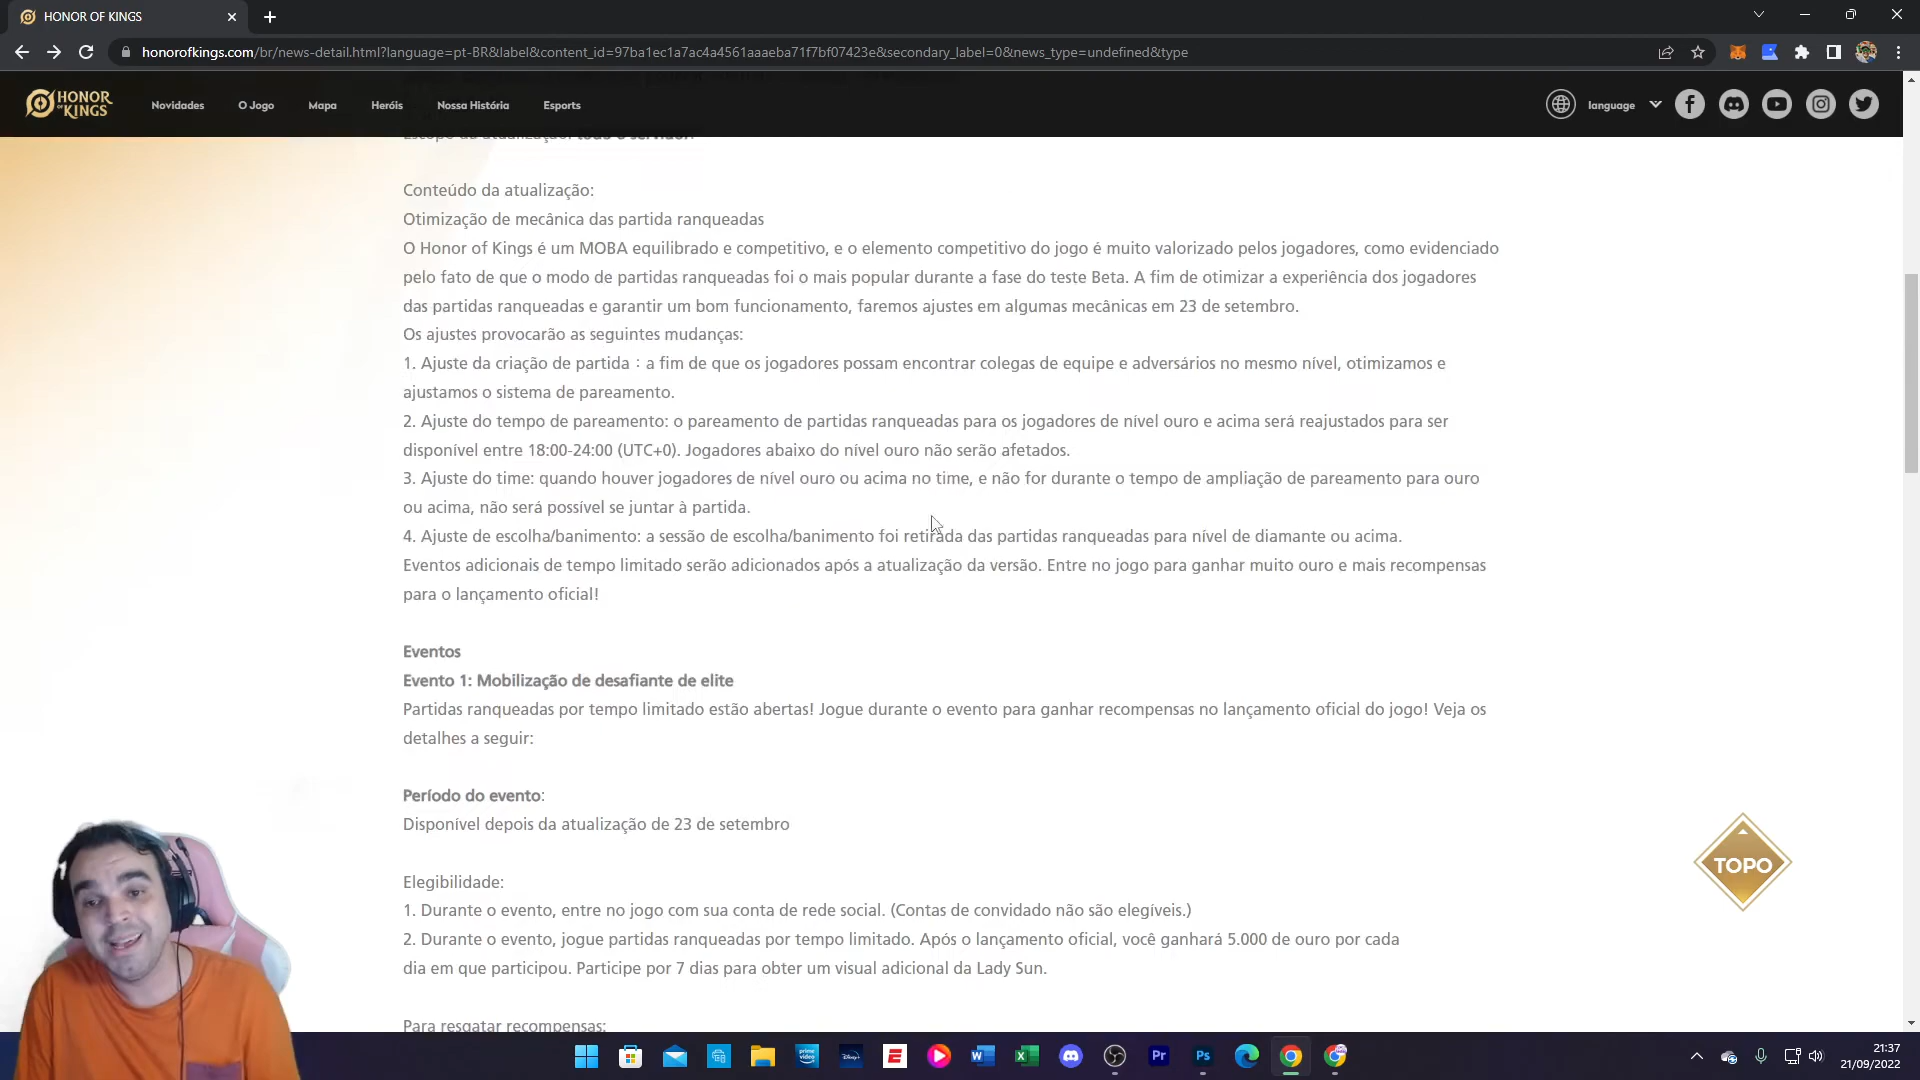 HONOR OF KINGS
honorofkings.com/br/news-detail.html?language=pt-BR&label&content_id=97ba1ec1a7ac4a4561aaaeba71f7bf07423e&secondary_label=0&news_type=undefined&type
HONOR OF KINGS
Novidades O Jogo Mapa Heróis Nossa História Esports language
Escopo da atualização: todo o servidor.
Conteúdo da atualização:
Otimização de mecânica das partida ranqueadas
O Honor of Kings é um MOBA equilibrado e competitivo, e o elemento competitivo do jogo é muito valorizado pelos jogadores, como evidenciado
pelo fato de que o modo de partidas ranqueadas foi o mais popular durante a fase do teste Beta. A fim de otimizar a experiência dos jogadores
das partidas ranqueadas e garantir um bom funcionamento, faremos ajustes em algumas mecânicas em 23 de setembro.
Os ajustes provocarão as seguintes mudanças:
1. Ajuste da criação de partida：a fim de que os jogadores possam encontrar colegas de equipe e adversários no mesmo nível, otimizamos e
ajustamos o sistema de pareamento.
2. Ajuste do tempo de pareamento: o pareamento de partidas ranqueadas para os jogadores de nível ouro e acima será reajustados para ser
disponível entre 18:00-24:00 (UTC+0). Jogadores abaixo do nível ouro não serão afetados.
3. Ajuste do time: quando houver jogadores de nível ouro ou acima no time, e não for durante o tempo de ampliação de pareamento para ouro
ou acima, não será possível se juntar à partida.
4. Ajuste de escolha/banimento: a sessão de escolha/banimento foi retirada das partidas ranqueadas para nível de diamante ou acima.
Eventos adicionais de tempo limitado serão adicionados após a atualização da versão. Entre no jogo para ganhar muito ouro e mais recompensas
para o lançamento oficial!
Eventos
Evento 1: Mobilização de desafiante de elite
Partidas ranqueadas por tempo limitado estão abertas! Jogue durante o evento para ganhar recompensas no lançamento oficial do jogo! Veja os
detalhes a seguir:
Período do evento:
Disponível depois da atualização de 23 de setembro
TOPO
Elegibilidade:
1. Durante o evento, entre no jogo com sua conta de rede social. (Contas de convidado não são elegíveis.)
2. Durante o evento, jogue partidas ranqueadas por tempo limitado. Após o lançamento oficial, você ganhará 5.000 de ouro por cada
dia em que participou. Participe por 7 dias para obter um visual adicional da Lady Sun.
Para resgatar recompensas:
21:37
21/09/2022